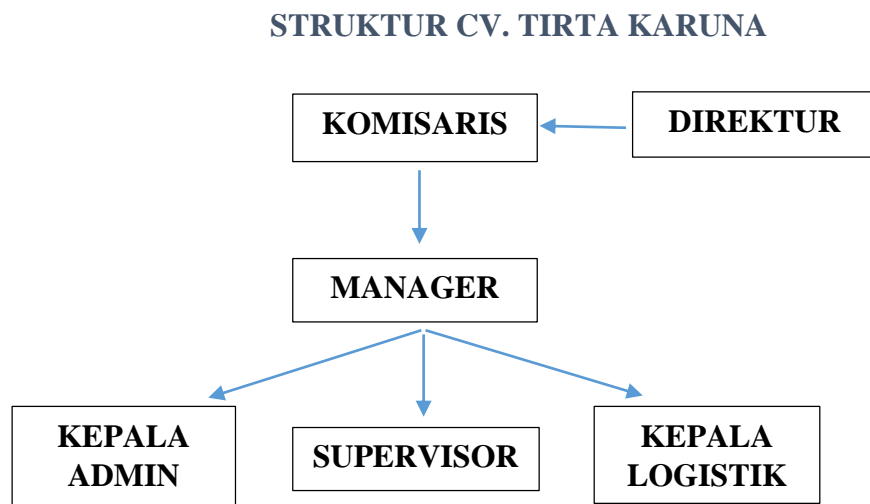 STRUKTUR CV. TIRTA KARUNA
KOMISARIS
DIREKTUR
MANAGER
KEPALA
ADMIN
SUPERVISOR
KEPALA
LOGISTIK